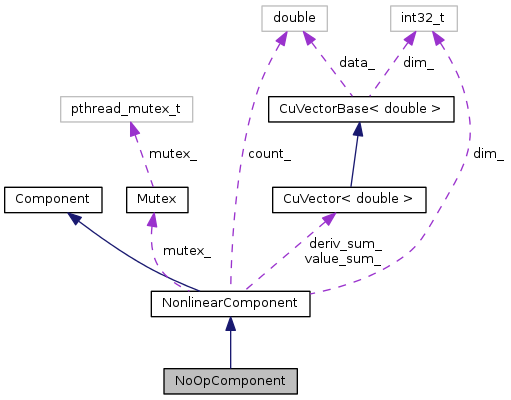 double
int32_t
data_
dim_
pthread_mutex_t
CuVectorBase< double >
mutex_
count_
dim_
Component
Mutex
CuVector< double >
mutex_
deriv_sum_
value_sum_
NonlinearComponent
NoOpComponent